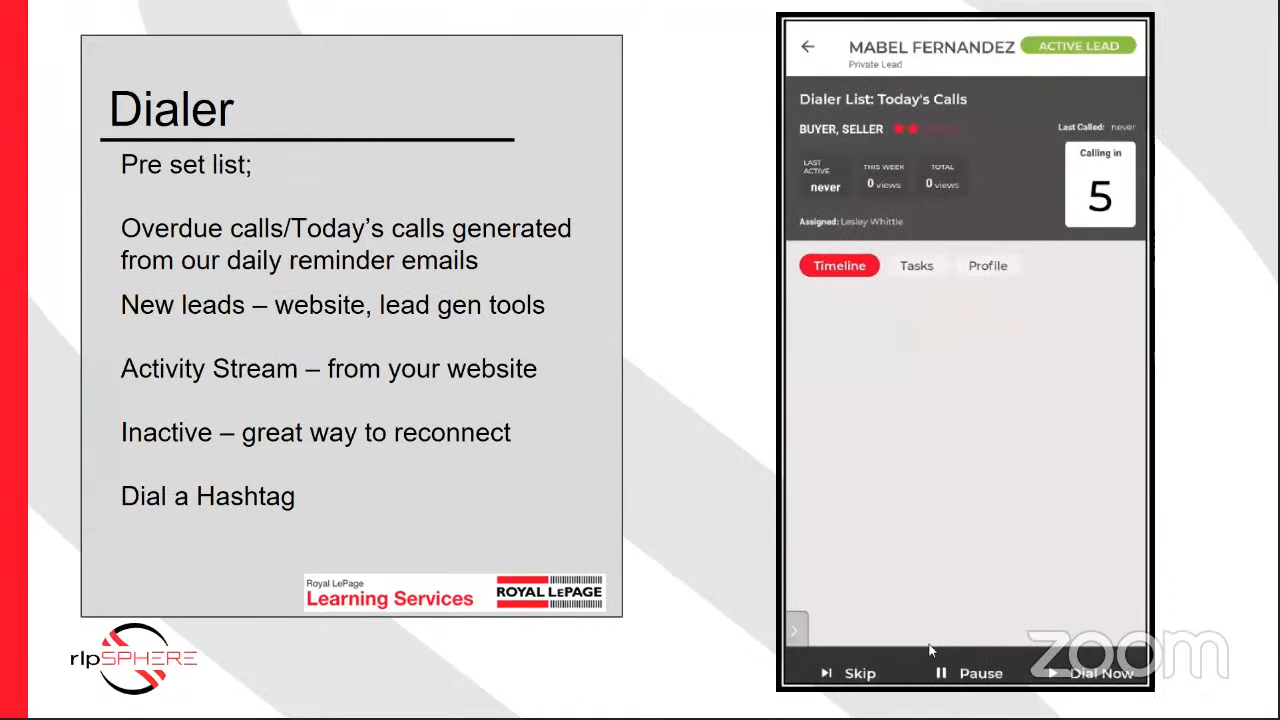 Dialer
Pre set list;
Overdue calls/Today's calls generated
from our daily reminder emails
New leads – website, lead gen tools
Activity Stream – from your website
Inactive – great way to reconnect
Dial a Hashtag
Royal LePage
Learning Services
ROYAL LEPAGE
rlpSPHERE
MABEL FERNANDEZ
ACTIVE LEAD
Private Lead
Dialer List: Today's Calls
BUYER, SELLER
Last Called: never
Calling in
5
LAST
ACTIVE
never
THIS WEEK
0 views
TOTAL
0 views
Assigned: Lesley Whittle
Timeline
Tasks
Profile
Skip
Pause
Dial Now
zoom